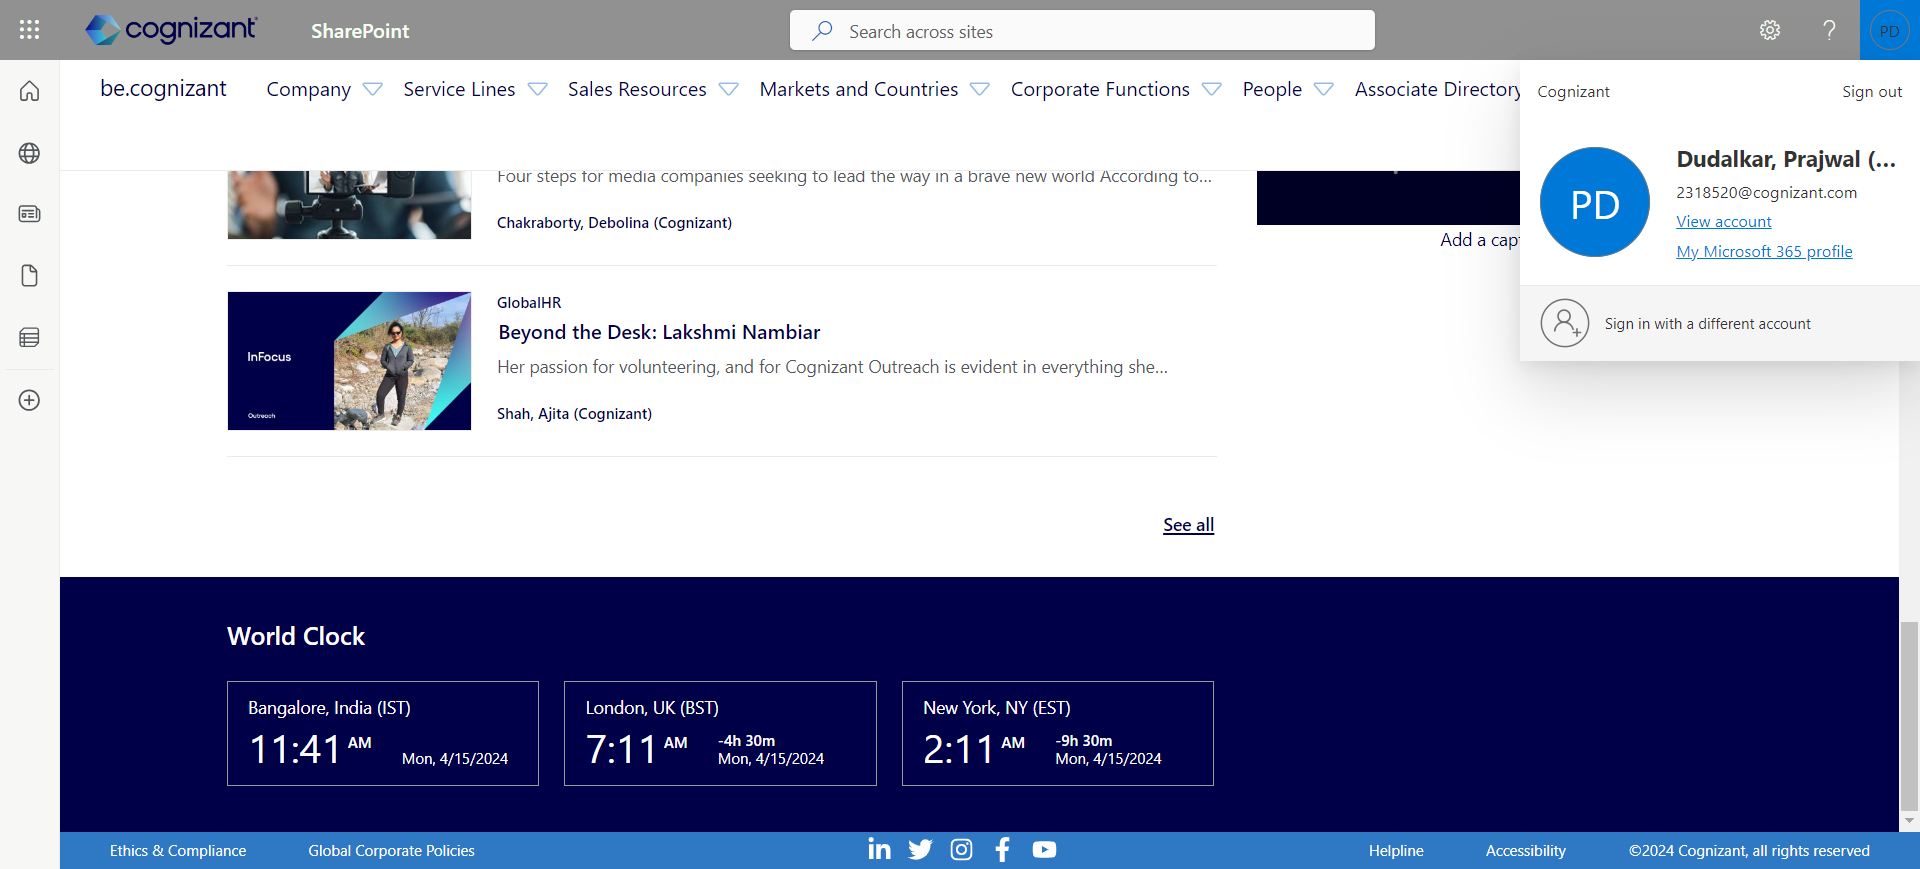 cognizant
SharePoint
Search across sites
?
PD
be.cognizant
Company
Service Lines
Sales Resources
Markets and Countries
Corporate Functions
People
Associate Directory
Cognizant
Sign out
PD
Dudalkar, Prajwal (...
2318520@cognizant.com
View account
My Microsoft 365 profile
Sign in with a different account
Four steps for media companies seeking to lead the way in a brave new world According to...
Chakraborty, Debolina (Cognizant)
Add a capt
InFocus
Outreach
GlobalHR
Beyond the Desk: Lakshmi Nambiar
Her passion for volunteering, and for Cognizant Outreach is evident in everything she...
Shah, Ajita (Cognizant)
See all
World Clock
Bangalore, India (IST)
11:41 AM
Mon, 4/15/2024
London, UK (BST)
7:11 AM
-4h 30m
Mon, 4/15/2024
New York, NY (EST)
2:11 AM
-9h 30m
Mon, 4/15/2024
Ethics & Compliance
Global Corporate Policies
Helpline
Accessibility
©2024 Cognizant, all rights reserved